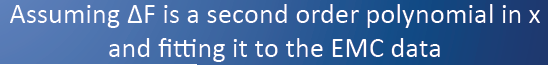 Assuming ΔF is a second order polynomial in x
and fitting it to the EMC data